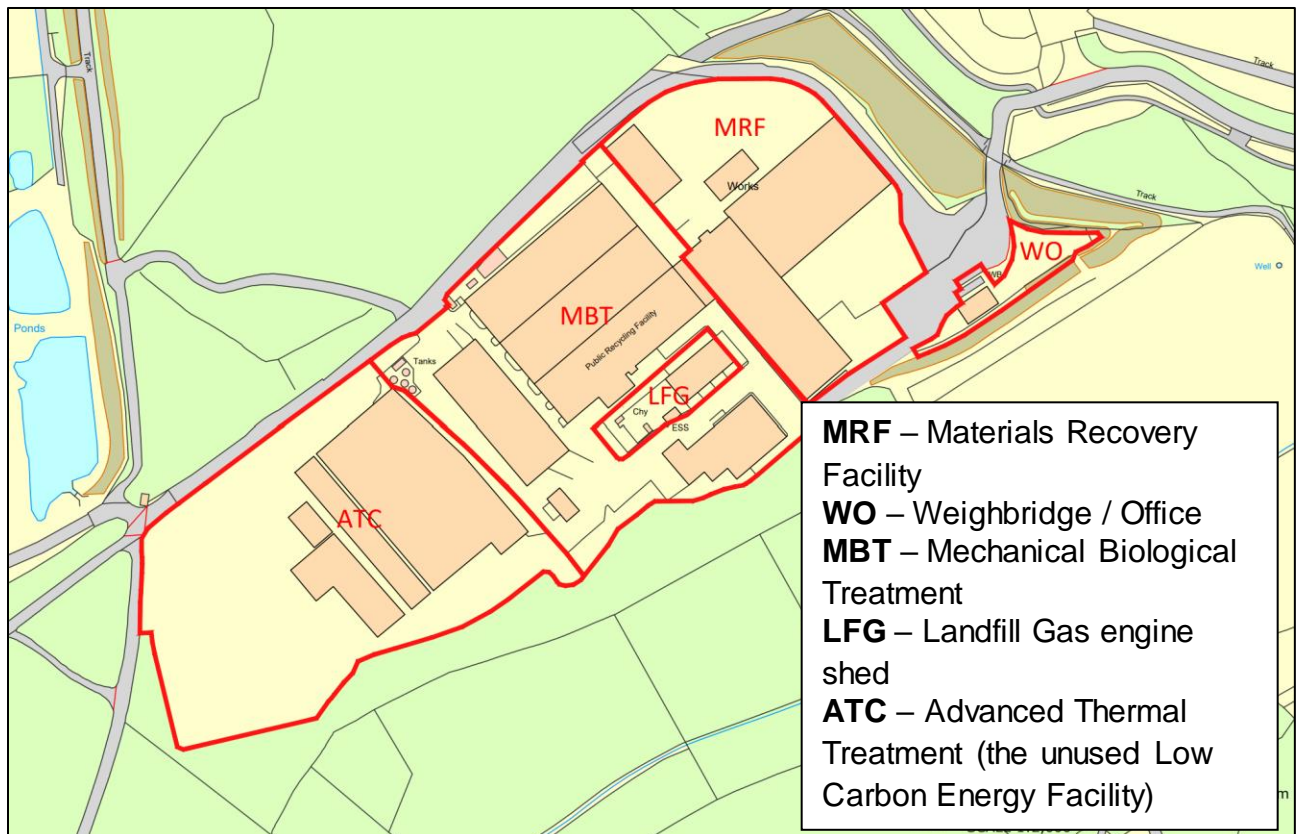 Track
Track
MRF
Works
Track
WO
WB
Well
Ponds
MBT
Public Recycling Facility
Tanks
LFG
Chy
ESS
ATC
MRF – Materials Recovery
Facility
WO – Weighbridge / Office
MBT – Mechanical Biological
Treatment
LFG – Landfill Gas engine
shed
ATC – Advanced Thermal
Treatment (the unused Low
Carbon Energy Facility)